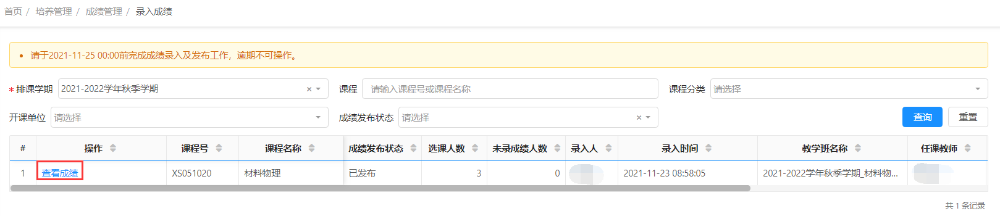 首页 / 培养管理 / 成绩管理 / 录入成绩
• 请于2021-11-25 00:00前完成成绩录入及发布工作，逾期不可操作。
* 排课学期 2021-2022学年秋季学期 × 课程 请输入课程号或课程名称 课程分类 请选择
开课单位 请选择 成绩发布状态 请选择 × 查询 重置
# 操作 课程号 课程名称 成绩发布状态 选课人数 未录成绩人数 录入人 录入时间 教学班名称 任课教师
1 查看成绩 XS051020 材料物理 已发布 3 0 2021-11-23 08:58:05 2021-2022学年秋季学期_材料物...
共 1 条记录